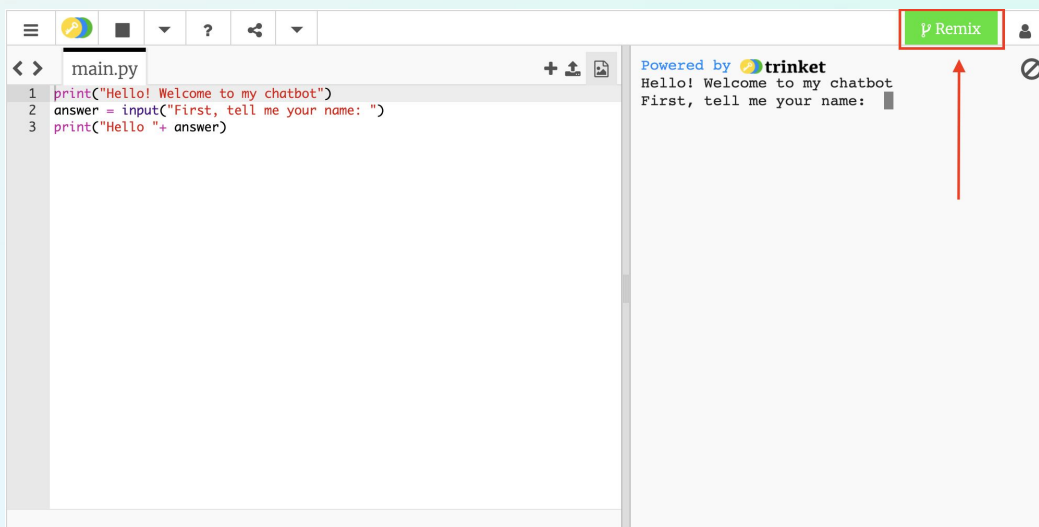 ?
Remix
main.py
1 print("Hello! Welcome to my chatbot")
2 answer = input("First, tell me your name: ")
3 print("Hello "+ answer)
Powered by trinket
Hello! Welcome to my chatbot
First, tell me your name: